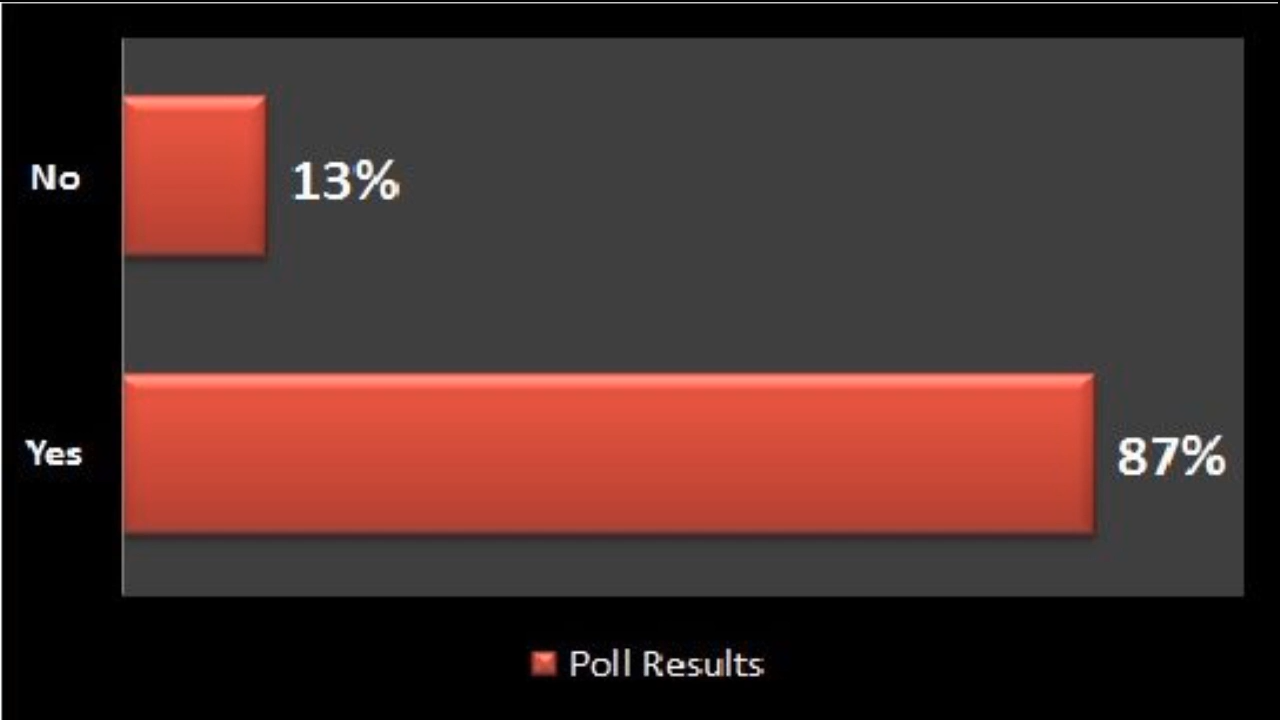 No
13%
Yes
87%
Poll Results